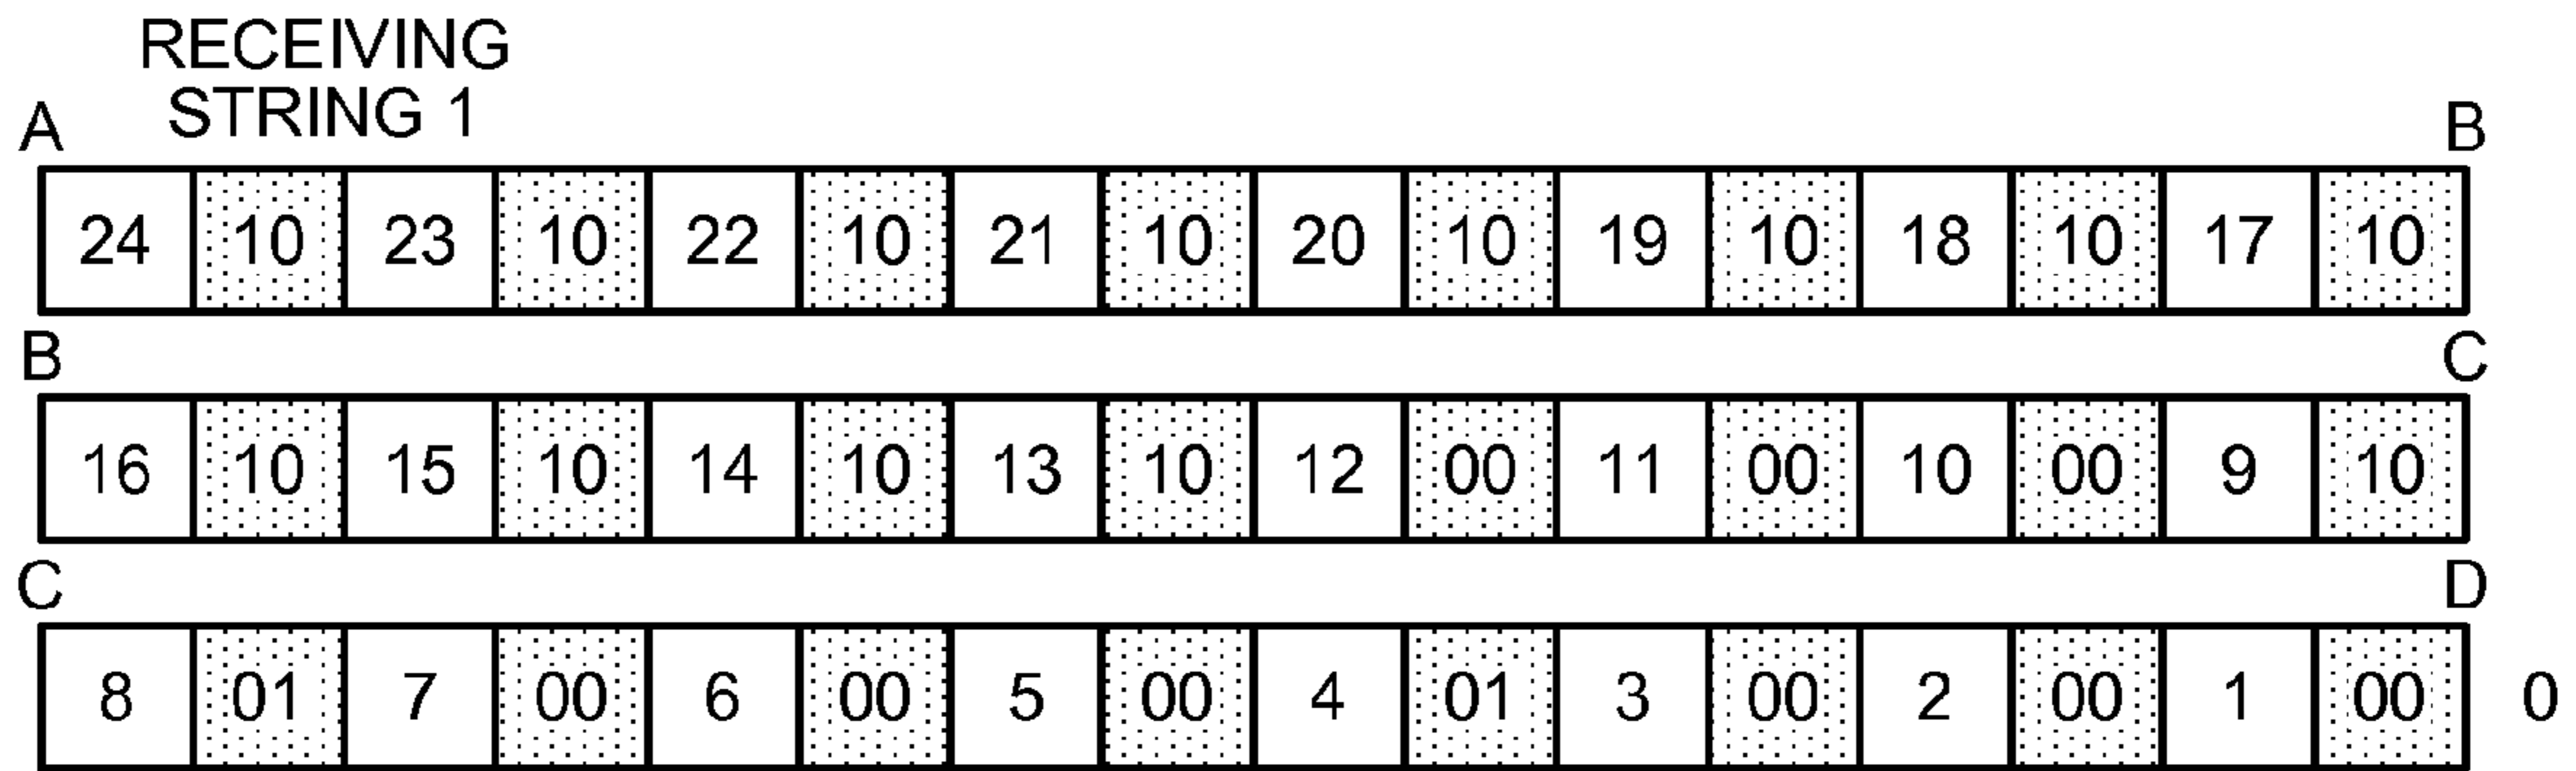 RECEIVING
STRING 1
A B
24 10 23 10 22 10 21 10 20 10 19 10 18 10 17 10
B C
16 10 15 10 14 10 13 10 12 00 11 00 10 00 9 10
C D
8 01 7 00 6 00 5 00 4 01 3 00 2 00 1 00 0